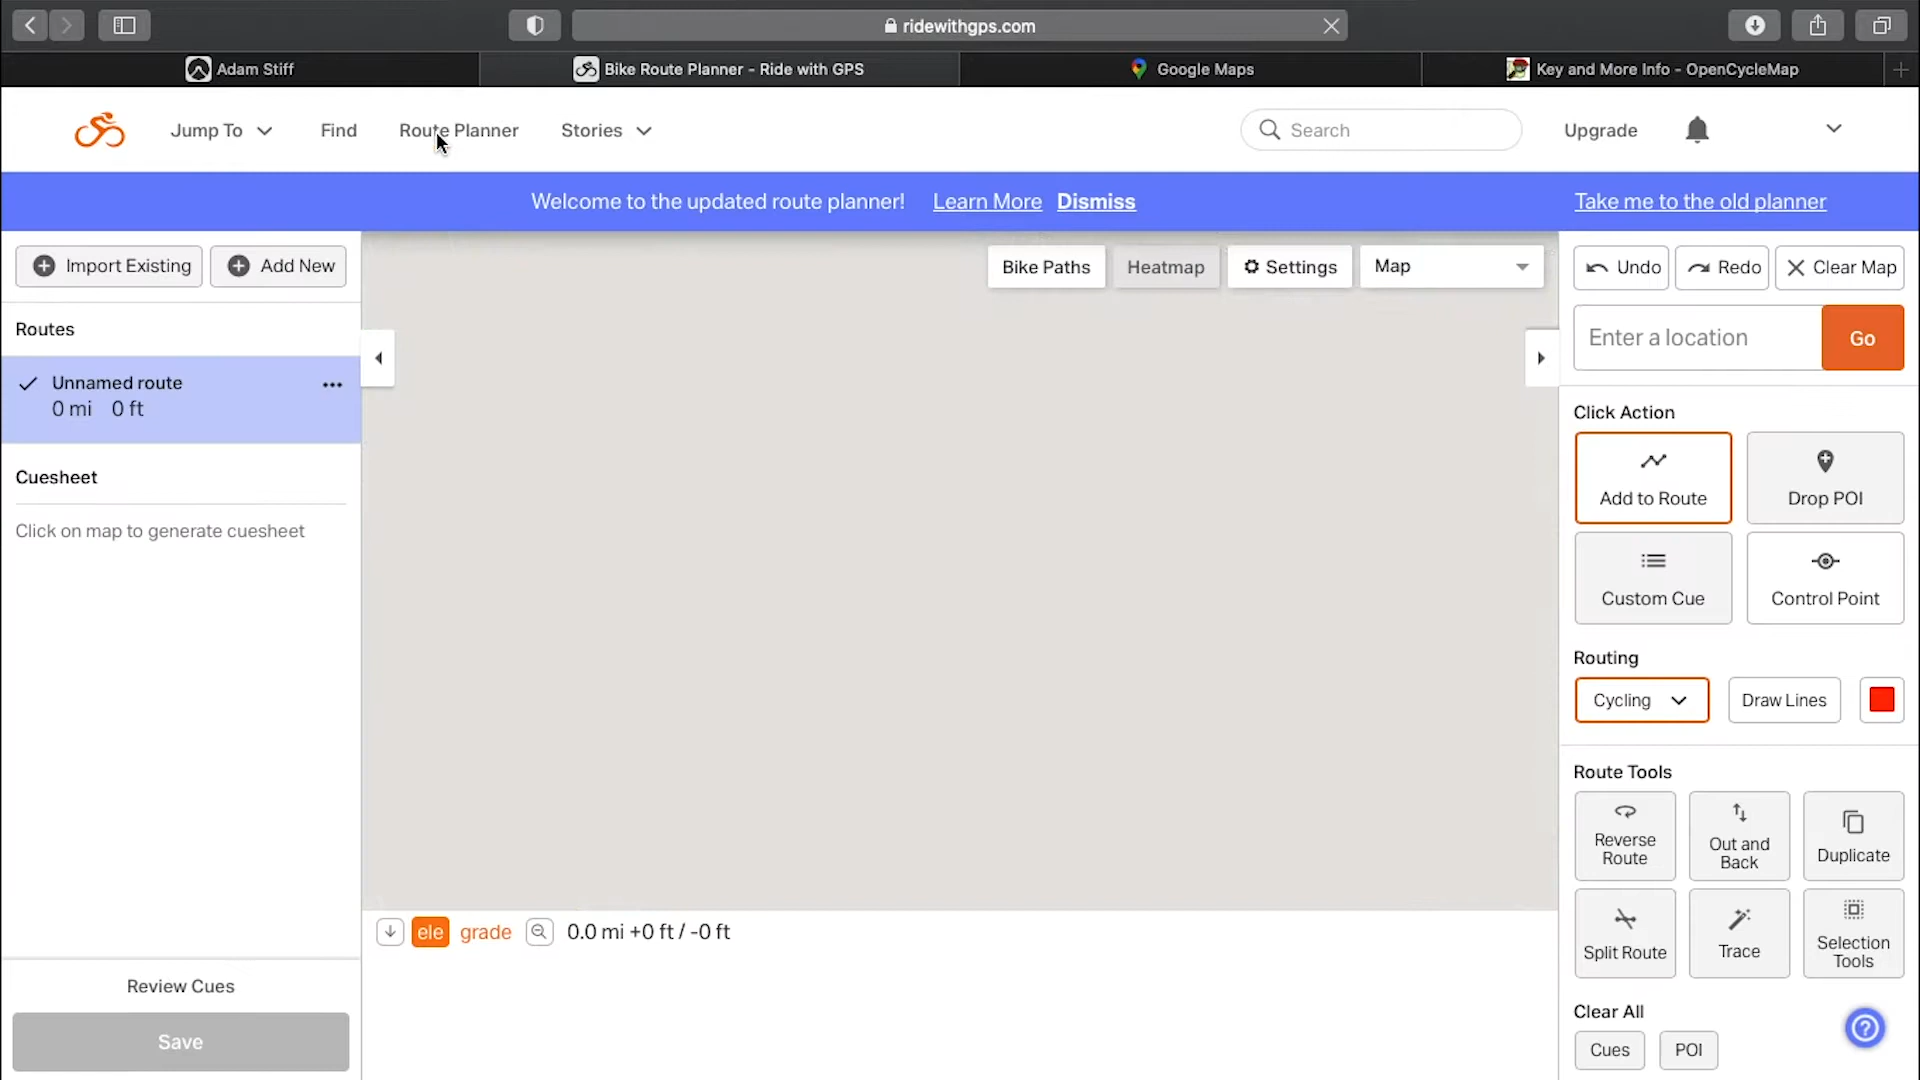 ridewithgps.com
Adam Stiff
Bike Route Planner - Ride with GPS
Google Maps
Key and More Info - OpenCycleMap
Jump To
Find
Route Planner
Stories
Search
Upgrade
Welcome to the updated route planner! Learn More Dismiss
Take me to the old planner
Import Existing
Add New
Routes
Unnamed route
0 mi 0 ft
Cuesheet
Click on map to generate cuesheet
Review Cues
Save
Bike Paths
Heatmap
Settings
Map
ele grade 0.0 mi +0 ft / -0 ft
Undo
Redo
Clear Map
Enter a location
Go
Click Action
Add to Route
Drop POI
Custom Cue
Control Point
Routing
Cycling
Draw Lines
Route Tools
Reverse
Route
Out and
Back
Duplicate
Split Route
Trace
Selection
Tools
Clear All
Cues
POI